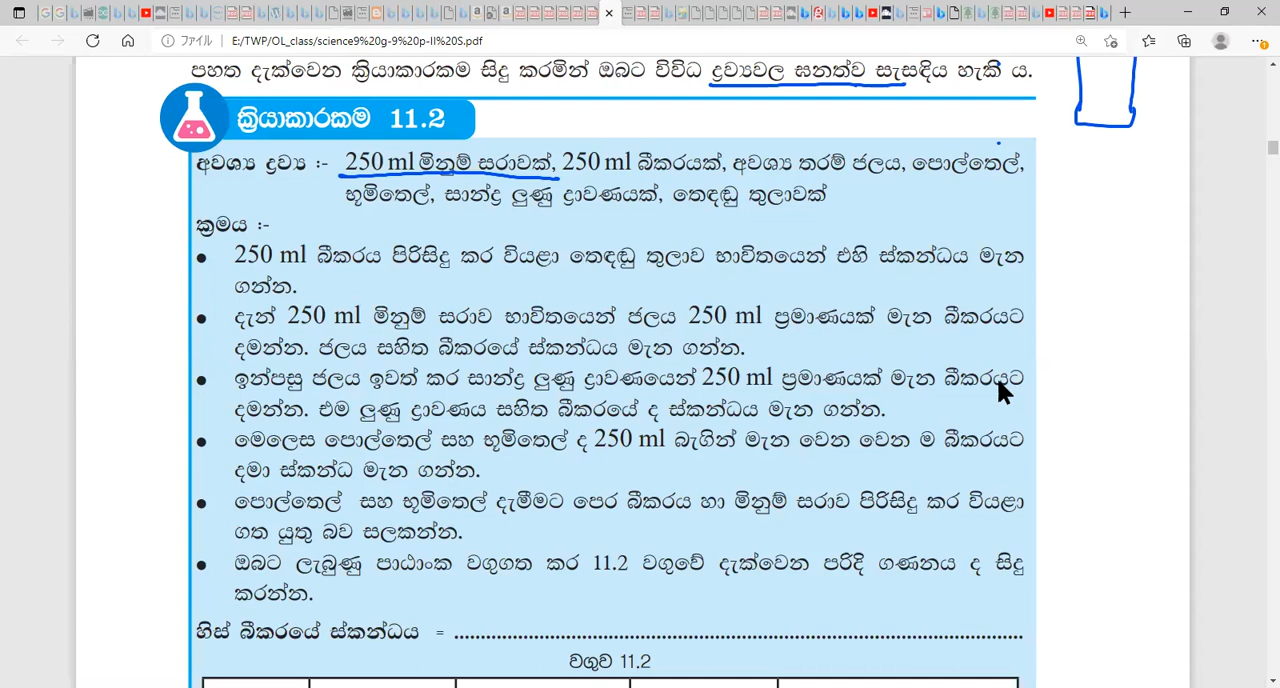 ෆයිල්
ファイル E:/TWP/OL_class/science9%20g-9%20p-II%20S.pdf
පහත දැක්වෙන ක්‍රියාකාරකම සිදු කරමින් ඔබට විවිධ ද්‍රව්‍යවල ඝනත්ව සැසඳිය හැකි ය.
ක්‍රියාකාරකම 11.2
අවශ්‍ය ද්‍රව්‍ය :- 250 ml මිනුම් සරාවක්, 250 ml බීකරයක්, අවශ්‍ය තරම් ජලය, පොල්තෙල්,
භූමිතෙල්, සාන්ද්‍ර ලුණු ද්‍රාවණයක්, තෙදඬු තුලාවක්
ක්‍රමය :-
• 250 ml බීකරය පිරිසිදු කර වියළා තෙදඬු තුලාව භාවිතයෙන් එහි ස්කන්ධය මැන
ගන්න.
• දැන් 250 ml මිනුම් සරාව භාවිතයෙන් ජලය 250 ml ප්‍රමාණයක් මැන බීකරයට
දමන්න. ජලය සහිත බීකරයේ ස්කන්ධය මැන ගන්න.
• ඉන්පසු ජලය ඉවත් කර සාන්ද්‍ර ලුණු ද්‍රාවණයෙන් 250 ml ප්‍රමාණයක් මැන බීකරයට
දමන්න. එම ලුණු ද්‍රාවණය සහිත බීකරයේ ද ස්කන්ධය මැන ගන්න.
• මෙලෙස පොල්තෙල් සහ භූමිතෙල් ද 250 ml බැගින් මැන වෙන වෙන ම බීකරයට
දමා ස්කන්ධ මැන ගන්න.
• පොල්තෙල් සහ භූමිතෙල් දැමීමට පෙර බීකරය හා මිනුම් සරාව පිරිසිදු කර වියළා
ගත යුතු බව සලකන්න.
• ඔබට ලැබුණු පාඨාංක වගුගත කර 11.2 වගුවේ දැක්වෙන පරිදි ගණනය ද සිදු
කරන්න.
හිස් බීකරයේ ස්කන්ධය = ..........................................................................................................
වගුව 11.2